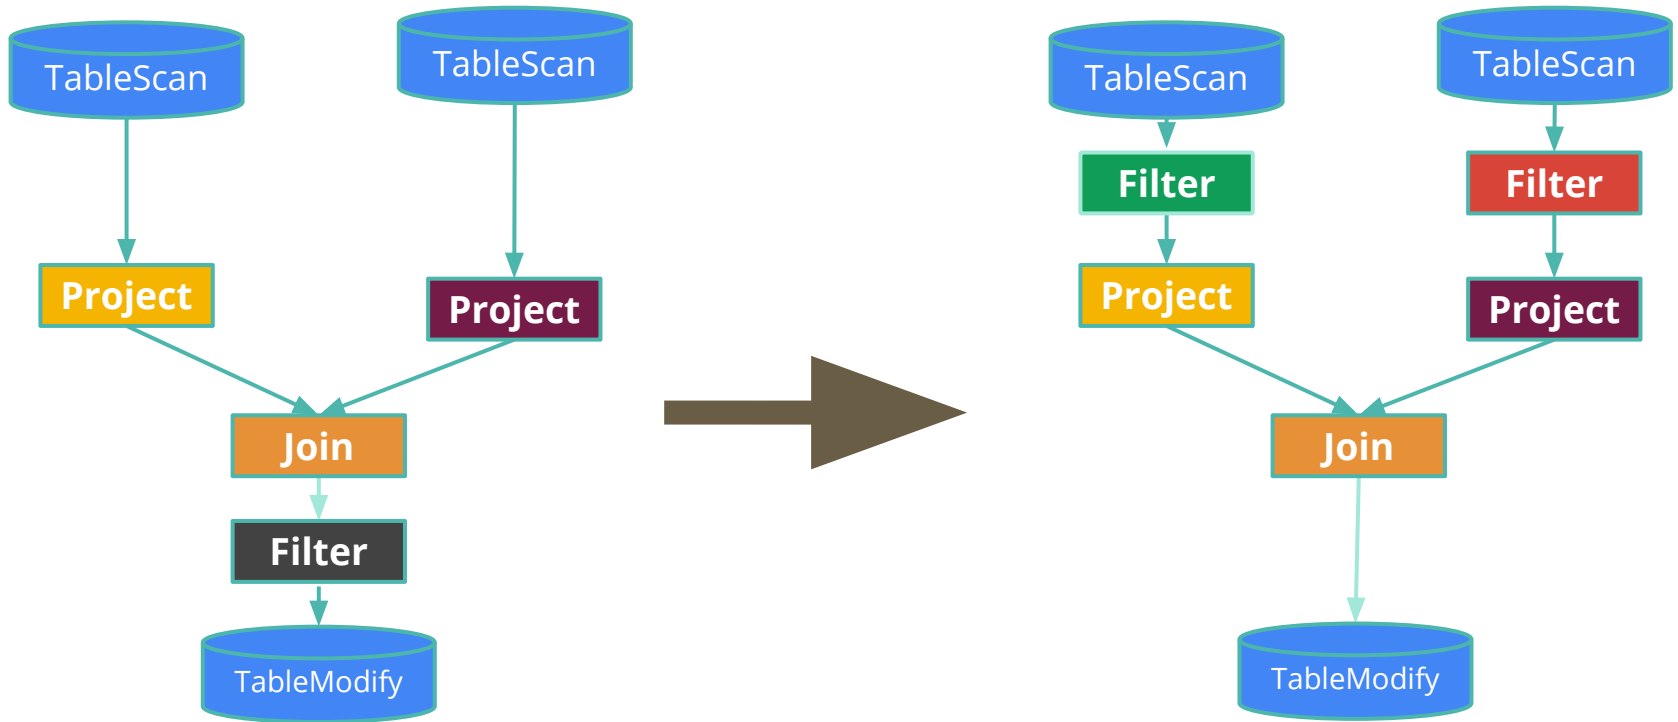 TableScan
TableScan
Project
Project
Join
Filter
TableModify
TableScan
TableScan
Filter
Filter
Project
Project
Join
TableModify